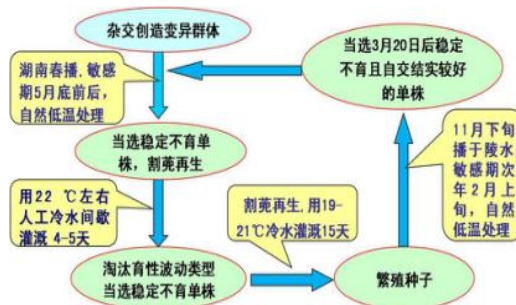 杂交创造变异群体
湖南春播,敏感
期5月底前后,
自然低温处理
当选稳定不育单
株,割蔸再生
用22 ℃左右
人工冷水间歇
灌溉 4-5天
淘汰育性波动类型
当选稳定不育单株
割蔸再生,用19-
21℃冷水灌溉15天
繁殖种子
11月下旬
播于陵水
敏感期次
年2月上
旬，自然
低温处理
当选3月20日后稳定
不育且自交结实较好
的单株